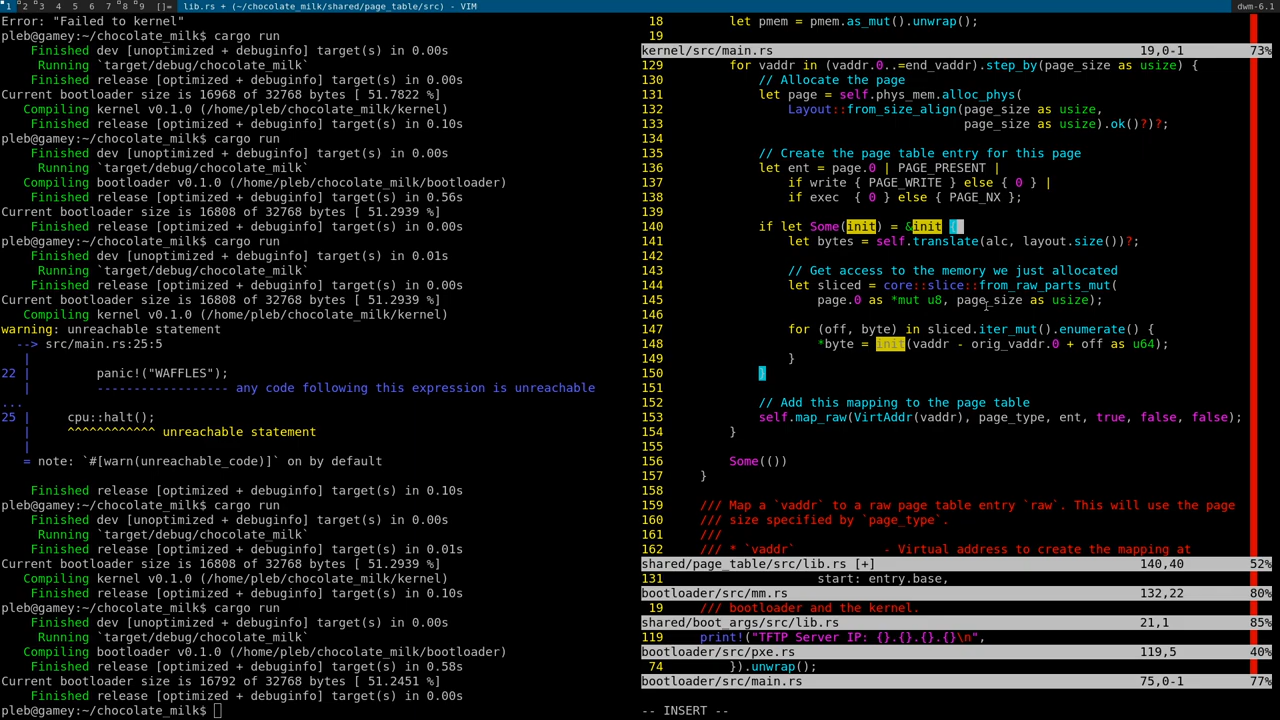 1 2 3 4 5 6 7 8 9 []= lib.rs + (~/chocolate_milk/shared/page_table/src) - VIM dwm-6.1
Error: "Failed to kernel"
pleb@gamey:~/chocolate_milk$ cargo run
    Finished dev [unoptimized + debuginfo] target(s) in 0.00s
     Running `target/debug/chocolate_milk`
    Finished release [optimized + debuginfo] target(s) in 0.00s
Current bootloader size is 16968 of 32768 bytes [ 51.7822 %]
   Compiling kernel v0.1.0 (/home/pleb/chocolate_milk/kernel)
    Finished release [optimized + debuginfo] target(s) in 0.10s
pleb@gamey:~/chocolate_milk$ cargo run
    Finished dev [unoptimized + debuginfo] target(s) in 0.00s
     Running `target/debug/chocolate_milk`
   Compiling bootloader v0.1.0 (/home/pleb/chocolate_milk/bootloader)
    Finished release [optimized + debuginfo] target(s) in 0.56s
Current bootloader size is 16808 of 32768 bytes [ 51.2939 %]
    Finished release [optimized + debuginfo] target(s) in 0.00s
pleb@gamey:~/chocolate_milk$ cargo run
    Finished dev [unoptimized + debuginfo] target(s) in 0.01s
     Running `target/debug/chocolate_milk`
    Finished release [optimized + debuginfo] target(s) in 0.00s
Current bootloader size is 16808 of 32768 bytes [ 51.2939 %]
   Compiling kernel v0.1.0 (/home/pleb/chocolate_milk/kernel)
warning: unreachable statement
  --> src/main.rs:25:5
   |
22 |         panic!("WAFFLES");
   |         ------------------ any code following this expression is unreachable
...
25 |     cpu::halt();
   |     ^^^^^^^^^^^^ unreachable statement
   |
   = note: `#[warn(unreachable_code)]` on by default
    Finished release [optimized + debuginfo] target(s) in 0.10s
pleb@gamey:~/chocolate_milk$ cargo run
    Finished dev [unoptimized + debuginfo] target(s) in 0.00s
     Running `target/debug/chocolate_milk`
    Finished release [optimized + debuginfo] target(s) in 0.01s
Current bootloader size is 16808 of 32768 bytes [ 51.2939 %]
   Compiling kernel v0.1.0 (/home/pleb/chocolate_milk/kernel)
    Finished release [optimized + debuginfo] target(s) in 0.10s
pleb@gamey:~/chocolate_milk$ cargo run
    Finished dev [unoptimized + debuginfo] target(s) in 0.00s
     Running `target/debug/chocolate_milk`
   Compiling bootloader v0.1.0 (/home/pleb/chocolate_milk/bootloader)
    Finished release [optimized + debuginfo] target(s) in 0.58s
Current bootloader size is 16792 of 32768 bytes [ 51.2451 %]
    Finished release [optimized + debuginfo] target(s) in 0.00s
pleb@gamey:~/chocolate_milk$
18         let pmem = pmem.as_mut().unwrap();
19
kernel/src/main.rs 19,0-1 73%
129         for vaddr in (vaddr.0..=end_vaddr).step_by(page_size as usize) {
130             // Allocate the page
131             let page = self.phys_mem.alloc_phys(
132                 Layout::from_size_align(page_size as usize,
133                                         page_size as usize).ok()?)?;
134
135             // Create the page table entry for this page
136             let ent = page.0 | PAGE_PRESENT |
137                 if write { PAGE_WRITE } else { 0 } |
138                 if exec  { 0 } else { PAGE_NX };
139
140             if let Some(init) = &init {
141                 let bytes = self.translate(alc, layout.size())?;
142
143                 // Get access to the memory we just allocated
144                 let sliced = core::slice::from_raw_parts_mut(
145                     page.0 as *mut u8, page_size as usize);
146
147                 for (off, byte) in sliced.iter_mut().enumerate() {
148                     *byte = init(vaddr - orig_vaddr.0 + off as u64);
149                 }
150             }
151
152             // Add this mapping to the page table
153             self.map_raw(VirtAddr(vaddr), page_type, ent, true, false, false);
154         }
155
156         Some(())
157     }
158
159     /// Map a `vaddr` to a raw page table entry `raw`. This will use the page
160     /// size specified by `page_type`.
161     ///
162     /// * `vaddr`          - Virtual address to create the mapping at
shared/page_table/src/lib.rs [+] 140,40 52%
131                     start: entry.base,
bootloader/src/mm.rs 132,22 80%
19     /// bootloader and the kernel.
shared/boot_args/src/lib.rs 21,1 85%
119     print!("TFTP Server IP: {}.{}.{}.{}\n",
bootloader/src/pxe.rs 119,5 40%
74         }).unwrap();
bootloader/src/main.rs 75,0-1 77%
-- INSERT --